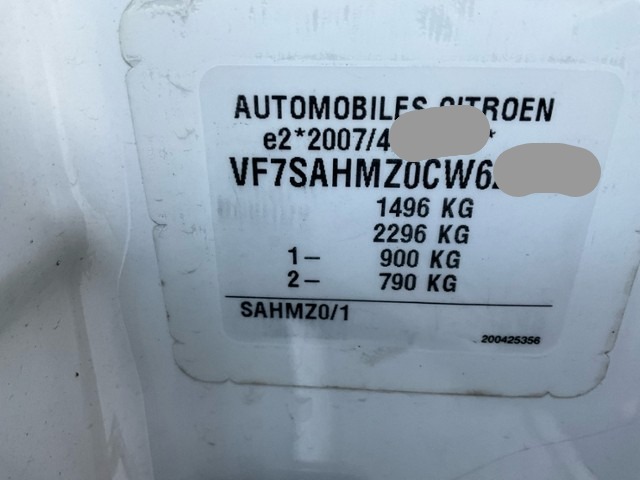 AUTOMOBILES CITROEN
e2*2007/4 *
VF7SAHMZ0CW6
1496 KG
2296 KG
1- 900 KG
2- 790 KG
SAHMZ0/1
200425356